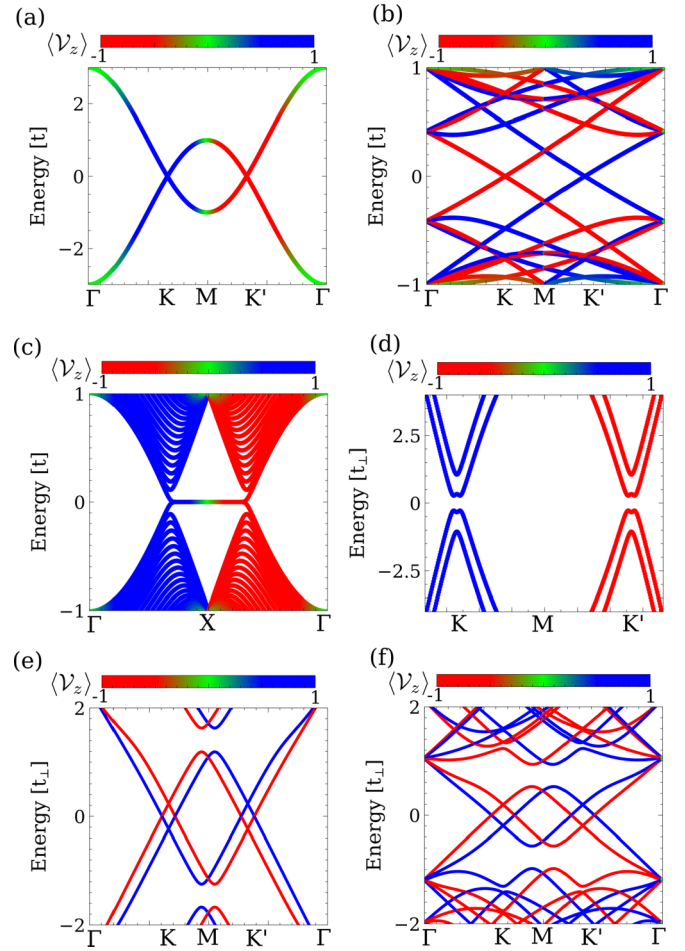 (a)
⟨𝒱z⟩
-1 1
Energy [t]
2
0
−2
Γ K M K' Γ
(b)
⟨𝒱z⟩
-1 1
Energy [t]
1
0
−1
Γ K M K' Γ
(c)
⟨𝒱z⟩
-1 1
Energy [t]
1
0
−1
Γ X Γ
(d)
⟨𝒱z⟩
-1 1
Energy [t⊥]
2.5
0
−2.5
K M K'
(e)
⟨𝒱z⟩
-1 1
Energy [t⊥]
2
0
−2
Γ K M K' Γ
(f)
⟨𝒱z⟩
-1 1
Energy [t⊥]
2
0
−2
Γ K M K' Γ